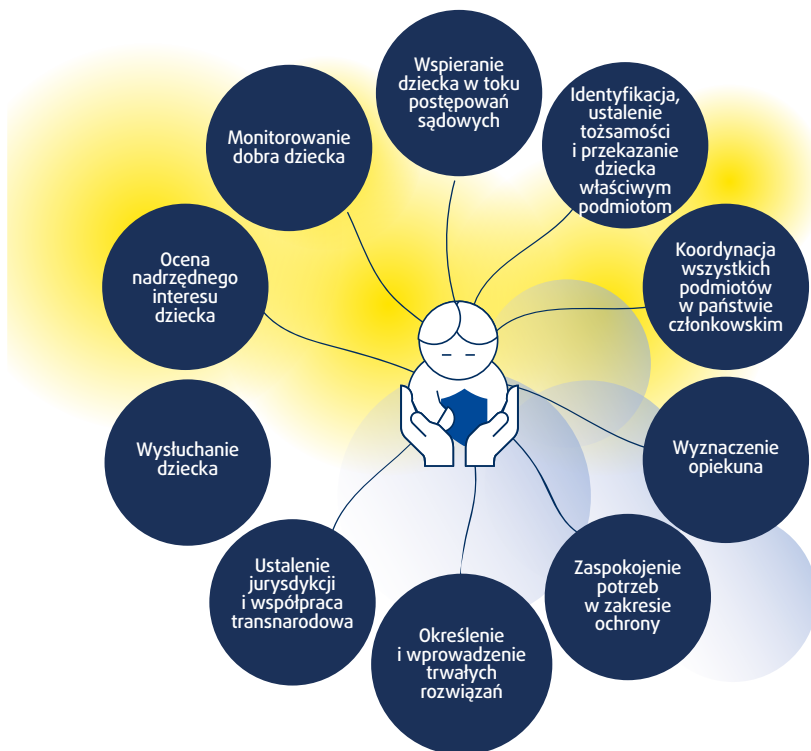 Wspieranie
dziecka w toku
postępowań
sądowych
Identyfikacja,
ustalenie
tożsamości
i przekazanie
dziecka
właściwym
podmiotom
Koordynacja
wszystkich
podmiotów
w państwie
członkowskim
Wyznaczenie
opiekuna
Zaspokojenie
potrzeb
w zakresie
ochrony
Określenie
i wprowadzenie
trwałych
rozwiązań
Ustalenie
jurysdykcji
i współpraca
transnarodowa
Wysłuchanie
dziecka
Ocena
nadrzędnego
interesu
dziecka
Monitorowanie
dobra dziecka